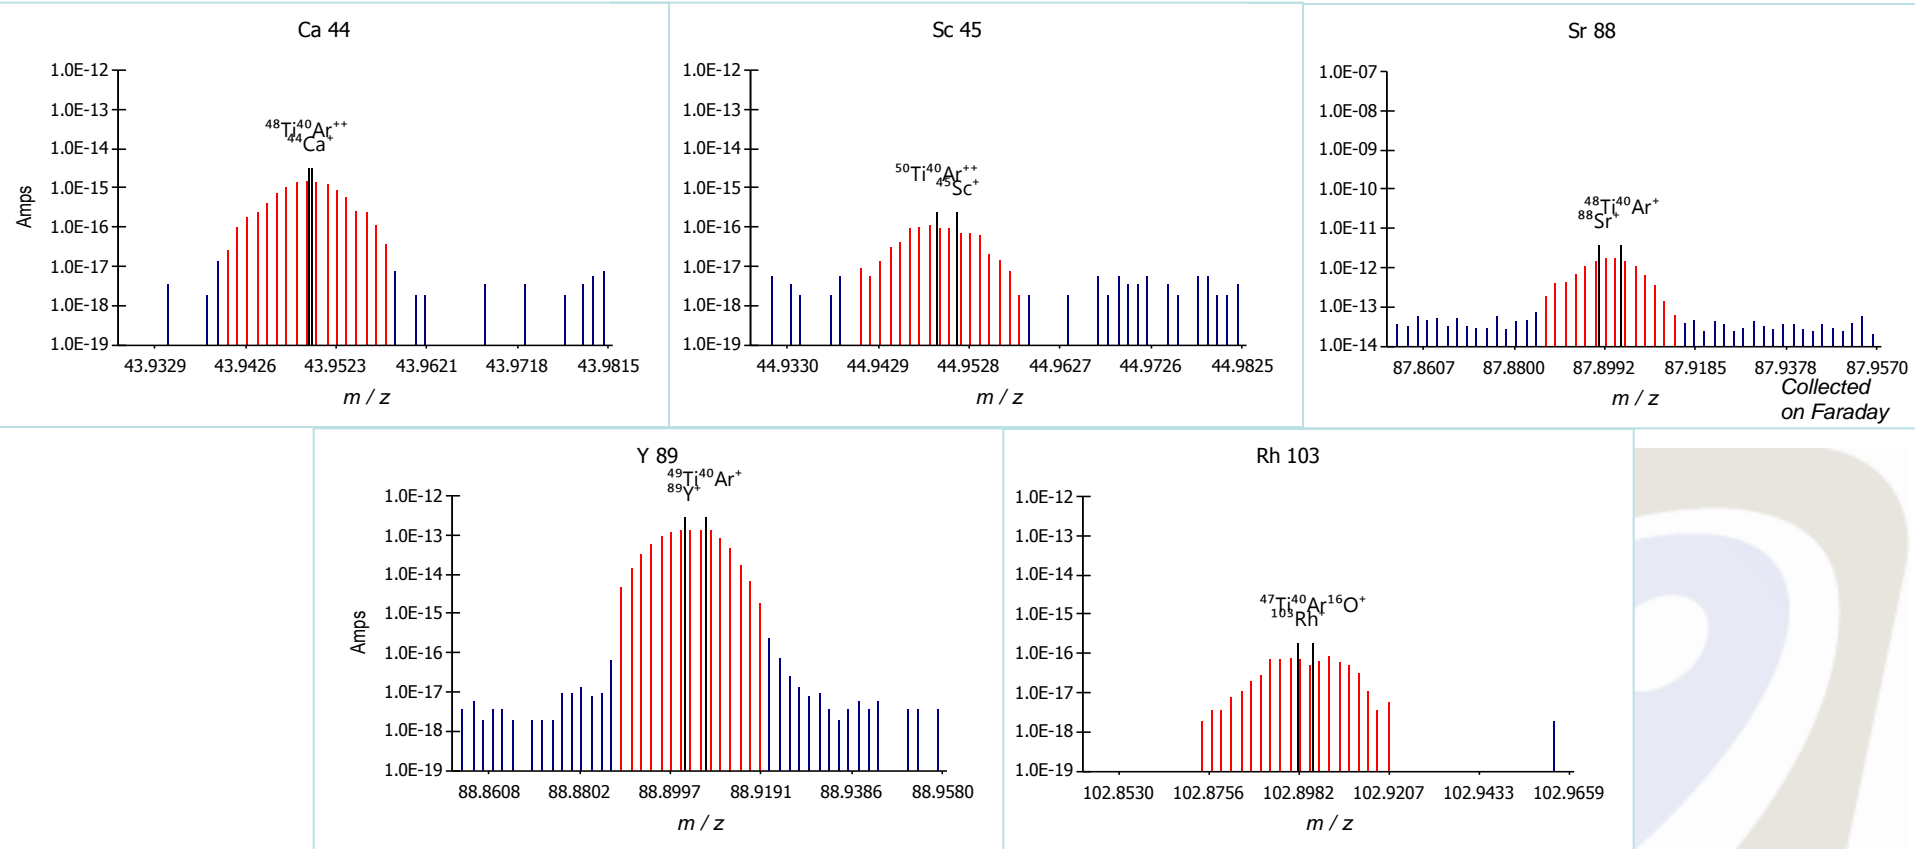 Ca 44
1.0E-12
1.0E-13
1.0E-14
1.0E-15
1.0E-16
1.0E-17
1.0E-18
1.0E-19
Amps
⁴⁸Ti⁴⁰Ar⁺⁺
⁴⁴Ca⁺
43.9329 43.9426 43.9523 43.9621 43.9718 43.9815
m / z
Sc 45
1.0E-12
1.0E-13
1.0E-14
1.0E-15
1.0E-16
1.0E-17
1.0E-18
1.0E-19
⁵⁰Ti⁴⁰Ar⁺⁺
⁴⁵Sc⁺
44.9330 44.9429 44.9528 44.9627 44.9726 44.9825
m / z
Sr 88
1.0E-07
1.0E-08
1.0E-09
1.0E-10
1.0E-11
1.0E-12
1.0E-13
1.0E-14
⁴⁸Ti⁴⁰Ar⁺
⁸⁸Sr⁺
87.8607 87.8800 87.8992 87.9185 87.9378 87.9570
m / z
Collected
on Faraday
Y 89
1.0E-12
1.0E-13
1.0E-14
1.0E-15
1.0E-16
1.0E-17
1.0E-18
1.0E-19
Amps
⁴⁹Ti⁴⁰Ar⁺
⁸⁹Y⁺
88.8608 88.8802 88.8997 88.9191 88.9386 88.9580
m / z
Rh 103
1.0E-12
1.0E-13
1.0E-14
1.0E-15
1.0E-16
1.0E-17
1.0E-18
1.0E-19
⁴⁷Ti⁴⁰Ar¹⁶O⁺
¹⁰³Rh⁺
102.8530 102.8756 102.8982 102.9207 102.9433 102.9659
m / z